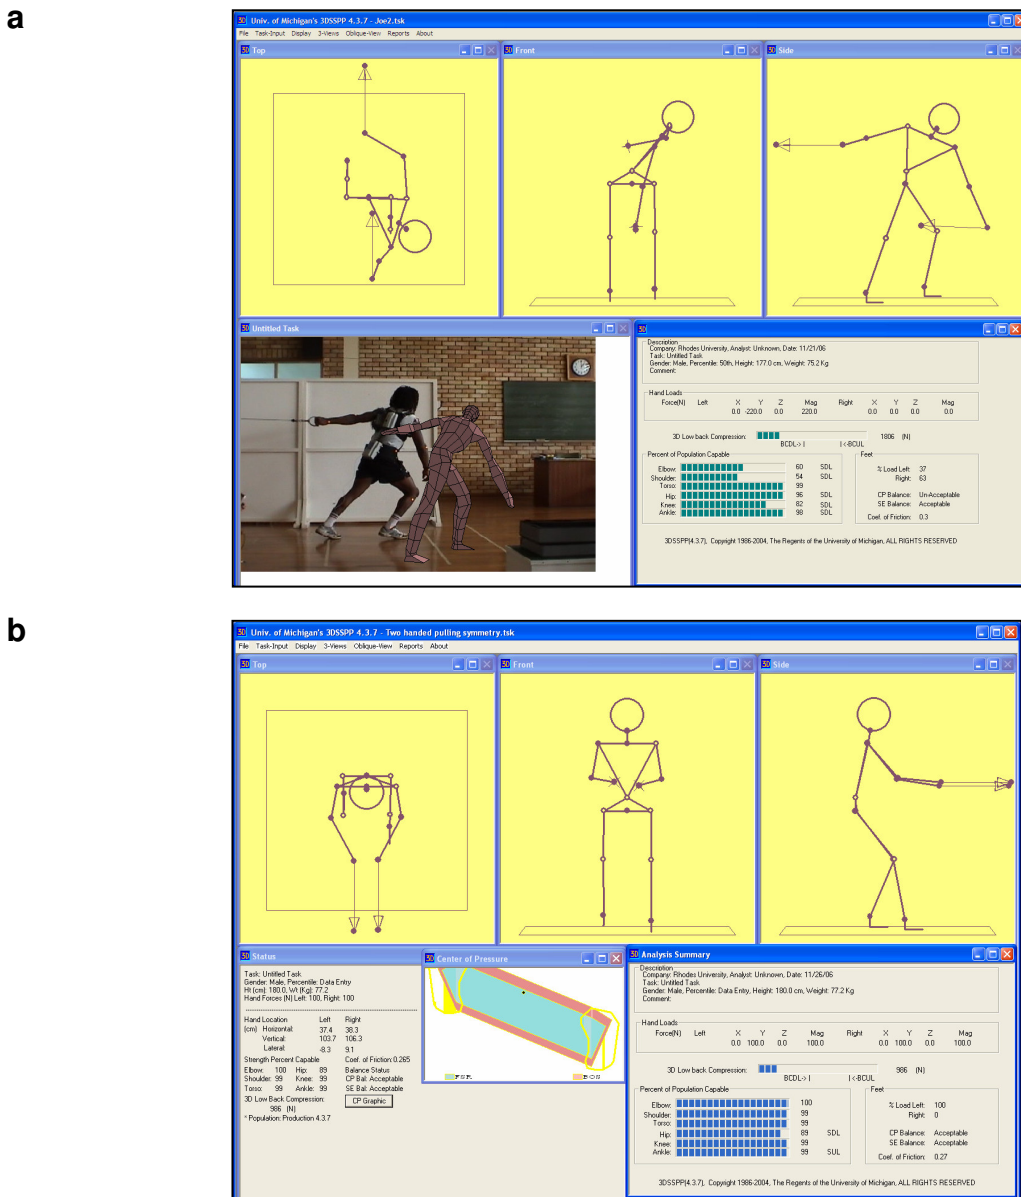 a
Univ. of Michigan's 3DSSPP 4.3.7 - Joe2.tsk
File Task-Input Display 3-Views Oblique-View Reports About
3D Top
3D Front
3D Side
3D Untitled Task
3D
Description
Company: Rhodes University, Analyst: Unknown, Date: 11/21/06
Task: Untitled Task
Gender: Male, Percentile: 50th, Height: 177.0 cm, Weight: 75.2 Kg
Comment:
Hand Loads
Force(N) Left X Y Z Mag Right X Y Z Mag
0.0 -220.0 0.0 220.0 0.0 0.0 0.0 0.0
3D Low back Compression: 1806 (N)
BCDL-> I I <-BCUL
Percent of Population Capable
Elbow: 60 SDL
Shoulder: 54 SDL
Torso: 99
Hip: 96 SDL
Knee: 82 SDL
Ankle: 98 SDL
Feet
% Load Left: 37
Right: 63
CP Balance: Un-Acceptable
SE Balance: Acceptable
Coef. of Friction: 0.3
3DSSPP(4.3.7), Copyright 1986-2004, The Regents of the University of Michigan, ALL RIGHTS RESERVED
b
3D Univ. of Michigan's 3DSSPP 4.3.7 - Two handed pulling symmetry.tsk
File Task-Input Display 3-Views Oblique-View Reports About
3D Top
3D Front
3D Side
3D Status
Task: Untitled Task
Gender: Male, Percentile: Data Entry
Ht (cm): 180.0, Wt (Kg): 77.2
Hand Forces (N) Left: 100, Right: 100
Hand Location Left Right
(cm) Horizontal: 37.4 38.3
Vertical: 103.7 106.3
Lateral: -8.3 9.1
Strength Percent Capable Coef. of Friction: 0.265
Elbow: 100 Hip: 89 Balance Status
Shoulder: 99 Knee: 99 CP Bal: Acceptable
Torso: 99 Ankle: 99 SE Bal: Acceptable
3D Low Back Compression: CP Graphic
986 (N)
* Population: Production 4.3.7
3D Center of Pressure
FSR BOS
3D Analysis Summary
Description
Company: Rhodes University, Analyst: Unknown, Date: 11/26/06
Task: Untitled Task
Gender: Male, Percentile: Data Entry, Height: 180.0 cm, Weight: 77.2 Kg
Comment:
Hand Loads
Force(N) Left X Y Z Mag Right X Y Z Mag
0.0 100.0 0.0 100.0 0.0 100.0 0.0 100.0
3D Low back Compression: 986 (N)
BCDL-> I I <-BCUL
Percent of Population Capable
Elbow: 100
Shoulder: 99
Torso: 99
Hip: 89 SDL
Knee: 99
Ankle: 99 SUL
Feet
% Load Left: 100
Right: 0
CP Balance: Acceptable
SE Balance: Acceptable
Coef. of Friction: 0.27
3DSSPP(4.3.7), Copyright 1986-2004, The Regents of the University of Michigan, ALL RIGHTS RESERVED